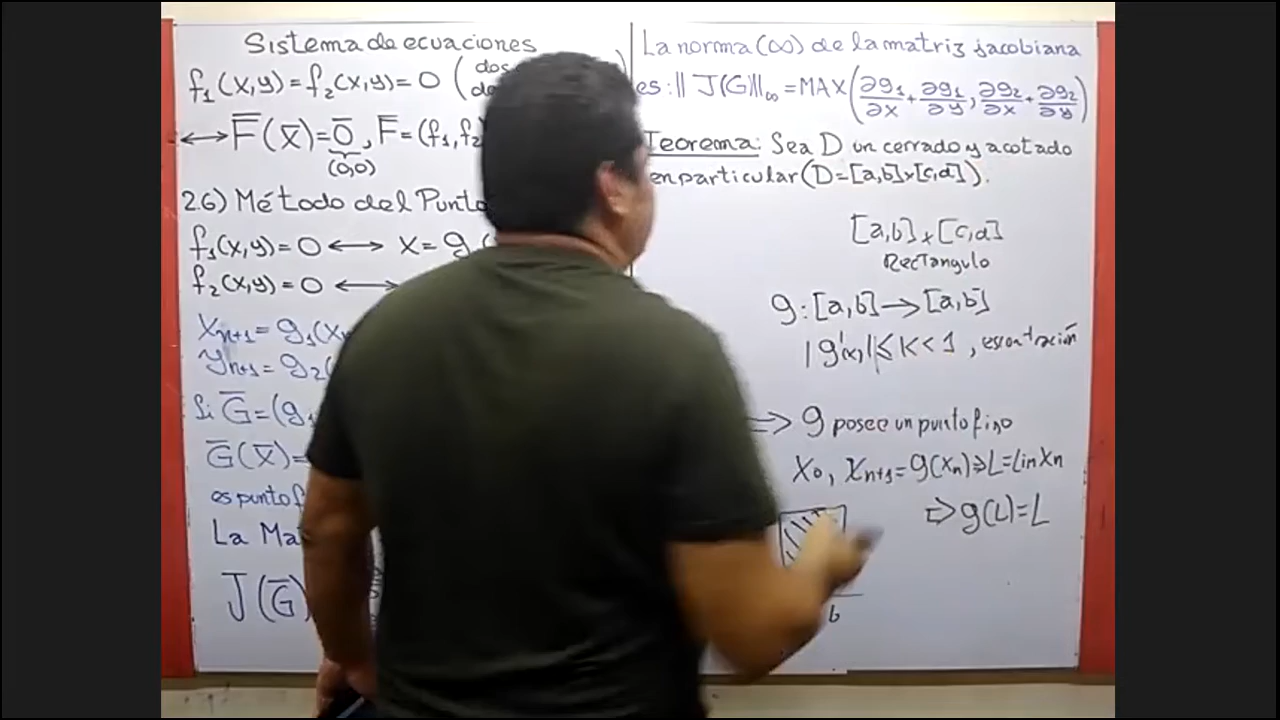 Sistema de ecuaciones
f₁(x,y) = f₂(x,y) = 0 ( dos
↔ F̅(x̅) = 0̅ , F̅ = (f₁, f₂
(0,0)
26) Método del Punto
f₁(x,y) = 0 ↔ x = g
f₂(x,y) = 0 ↔
Xₙ₊₁ = g₁(Xₙ
Yₙ₊₁ = g₂(
Si G̅ = (g₁
G̅(x̅) =
es punto f
La Ma
J(G̅)
La norma (∞) de la matriz jacobiana
es: || J(G)||∞ = MAX(∂g₁/∂x + ∂g₁/∂y, ∂g₂/∂x + ∂g₂/∂y)
Teorema: Sea D un cerrado y acotado
en particular (D = [a,b]x[c,d]).
[a,b] x [c,d]
Rectangulo
g: [a,b] → [a,b]
|g'(x)| ≤ K < 1 , es contración
⇒ g posee un punto fijo
X₀, Xₙ₊₁ = g(Xₙ) ⇒ L = Lim Xₙ
⇒ g(L) = L
b